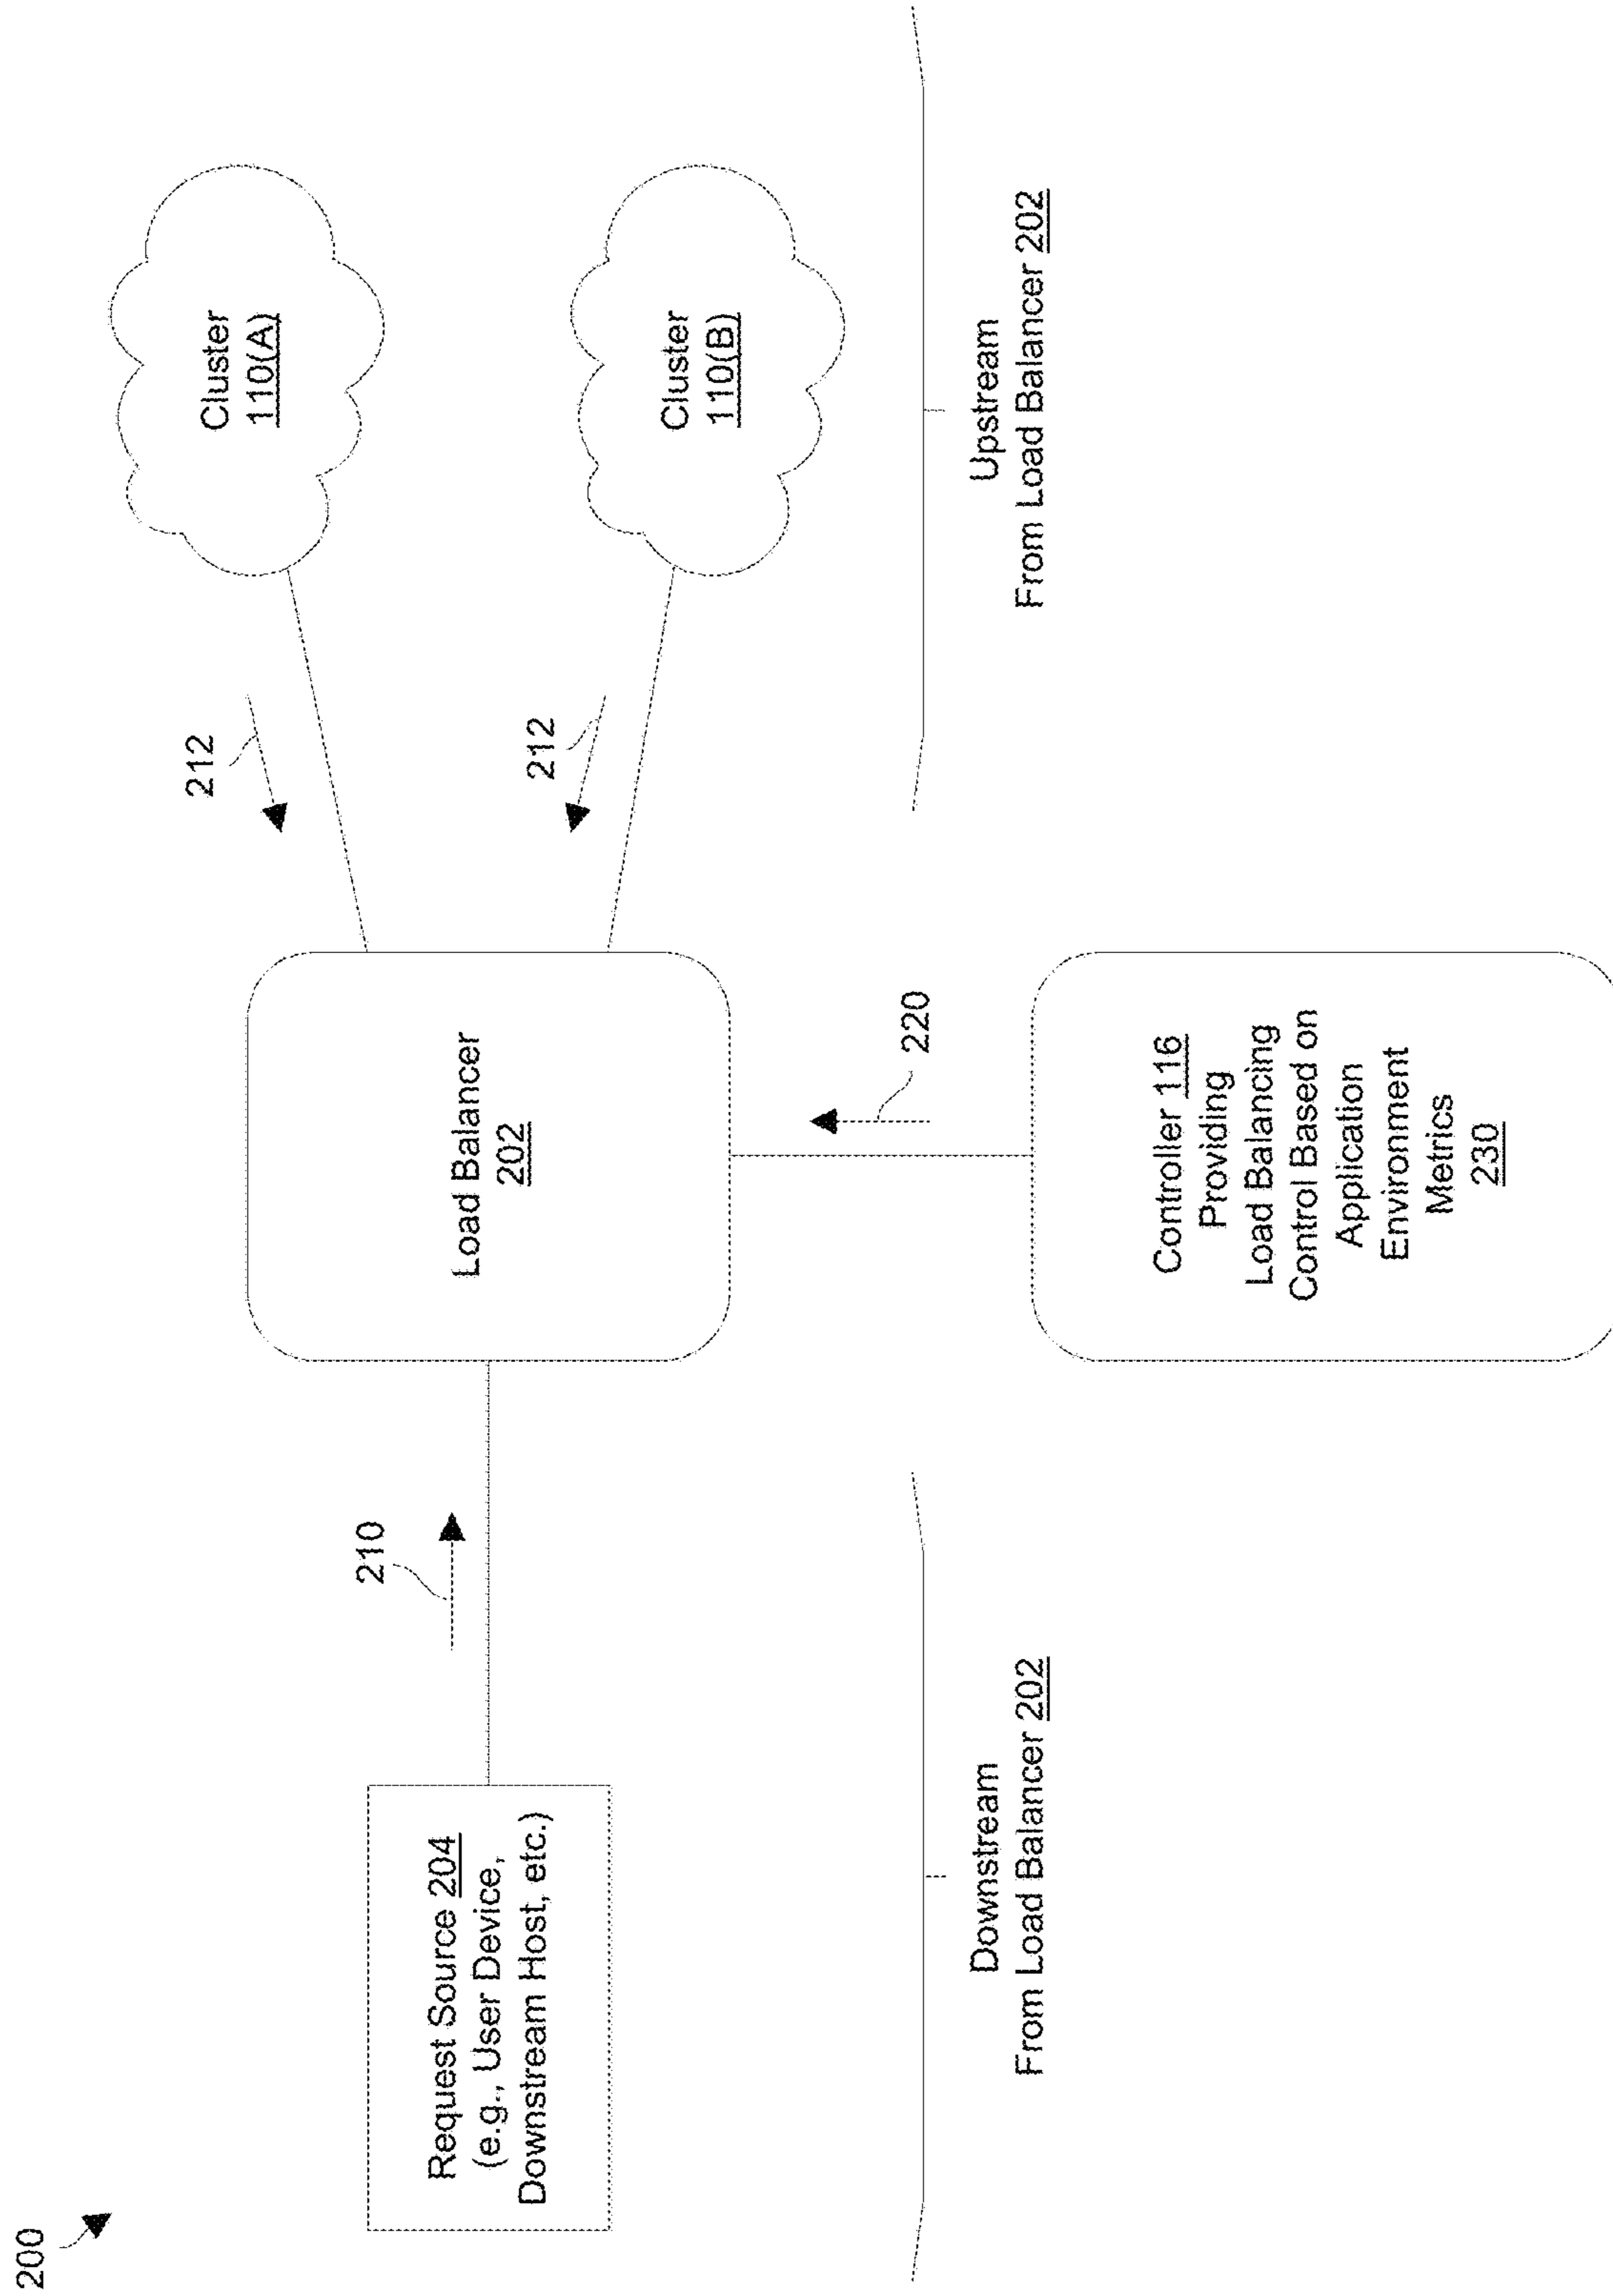 200
Request Source 204
(e.g., User Device,
Downstream Host, etc.)
210
Load Balancer
202
212
212
Cluster
110(A)
Cluster
110(B)
220
Downstream
From Load Balancer 202
Controller 116
Providing
Load Balancing
Control Based on
Application
Environment
Metrics
230
Upstream
From Load Balancer 202